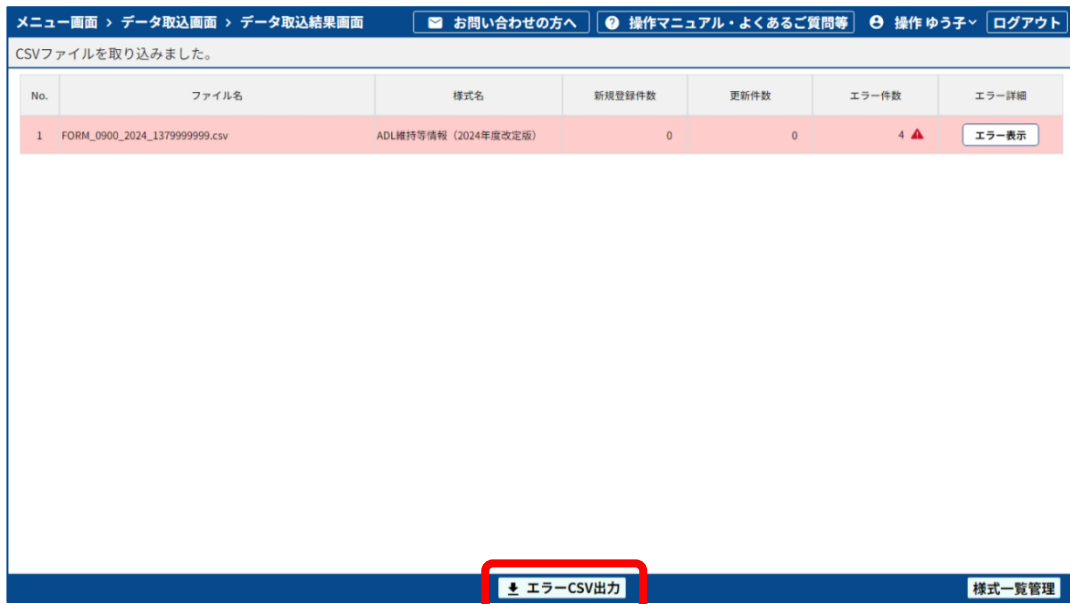 メニュー画面 > データ取込画面 > データ取込結果画面 お問い合わせの方へ 操作マニュアル・よくあるご質問等 操作 ゆう子 ログアウト
CSVファイルを取り込みました。
No. ファイル名 様式名 新規登録件数 更新件数 エラー件数 エラー詳細
1 FORM_0900_2024_1379999999.csv ADL維持等情報（2024年度改定版） 0 0 4 エラー表示
エラーCSV出力 様式一覧管理